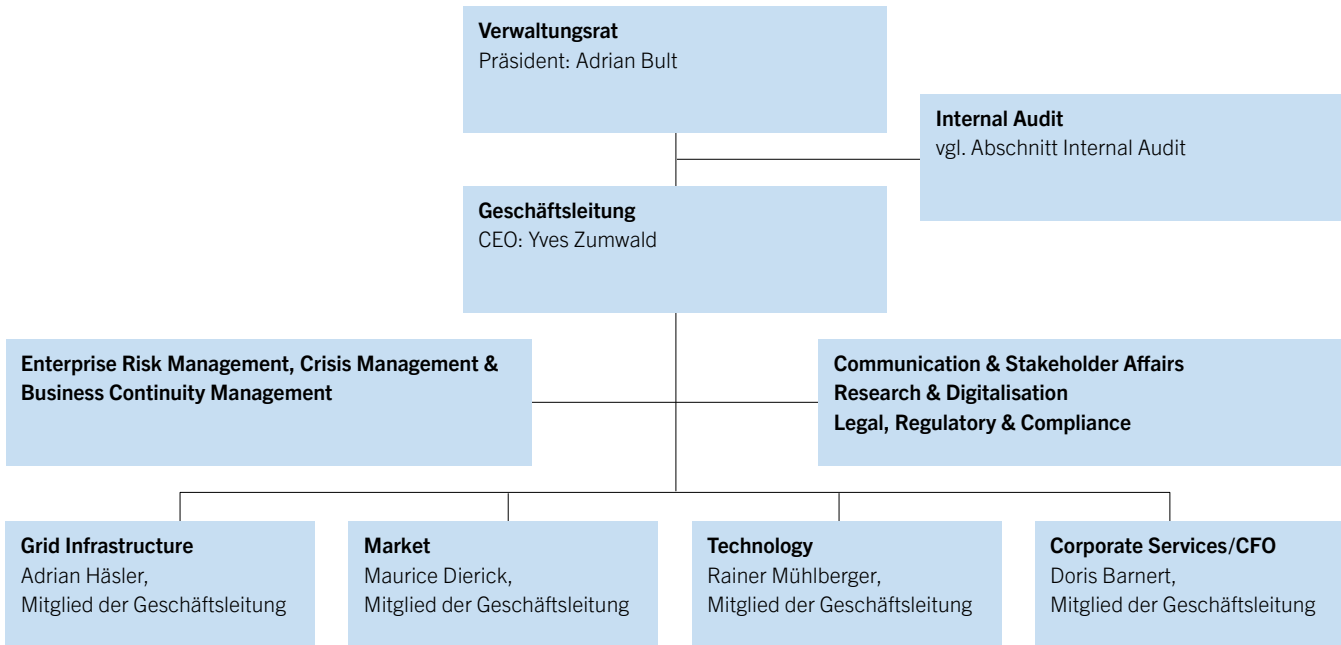 Verwaltungsrat
Präsident: Adrian Bult
Internal Audit
vgl. Abschnitt Internal Audit
Geschäftsleitung
CEO: Yves Zumwald
Enterprise Risk Management, Crisis Management &
Business Continuity Management
Communication & Stakeholder Affairs
Research & Digitalisation
Legal, Regulatory & Compliance
Grid Infrastructure
Adrian Häsler,
Mitglied der Geschäftsleitung
Market
Maurice Dierick,
Mitglied der Geschäftsleitung
Technology
Rainer Mühlberger,
Mitglied der Geschäftsleitung
Corporate Services/CFO
Doris Barnert,
Mitglied der Geschäftsleitung